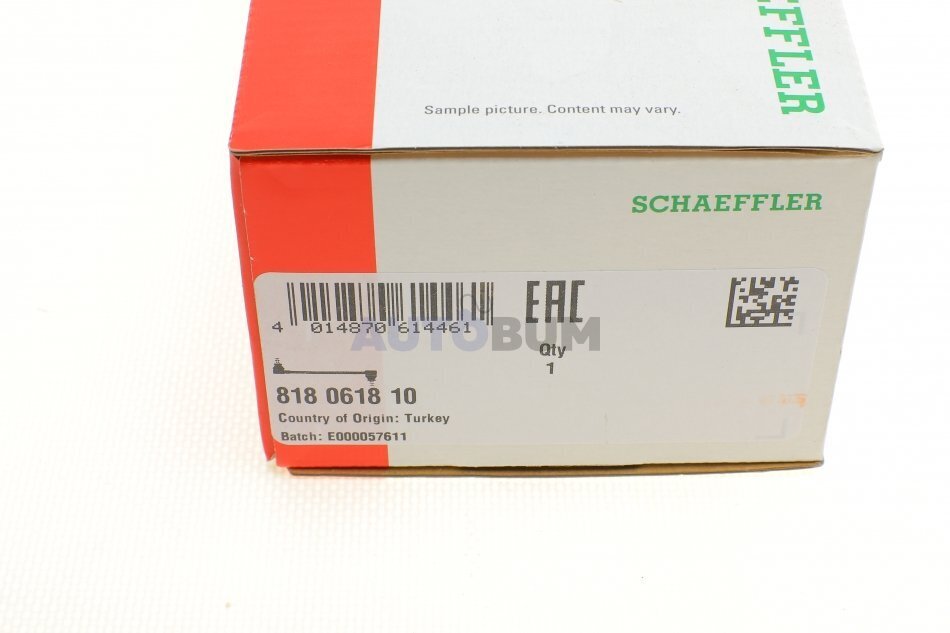 EFFLER
Sample picture. Content may vary.
SCHAEFFLER
4 014870 614461
EAC
AUTOBUM
Qty
1
818 0618 10
Country of Origin: Turkey
Batch: E000057611